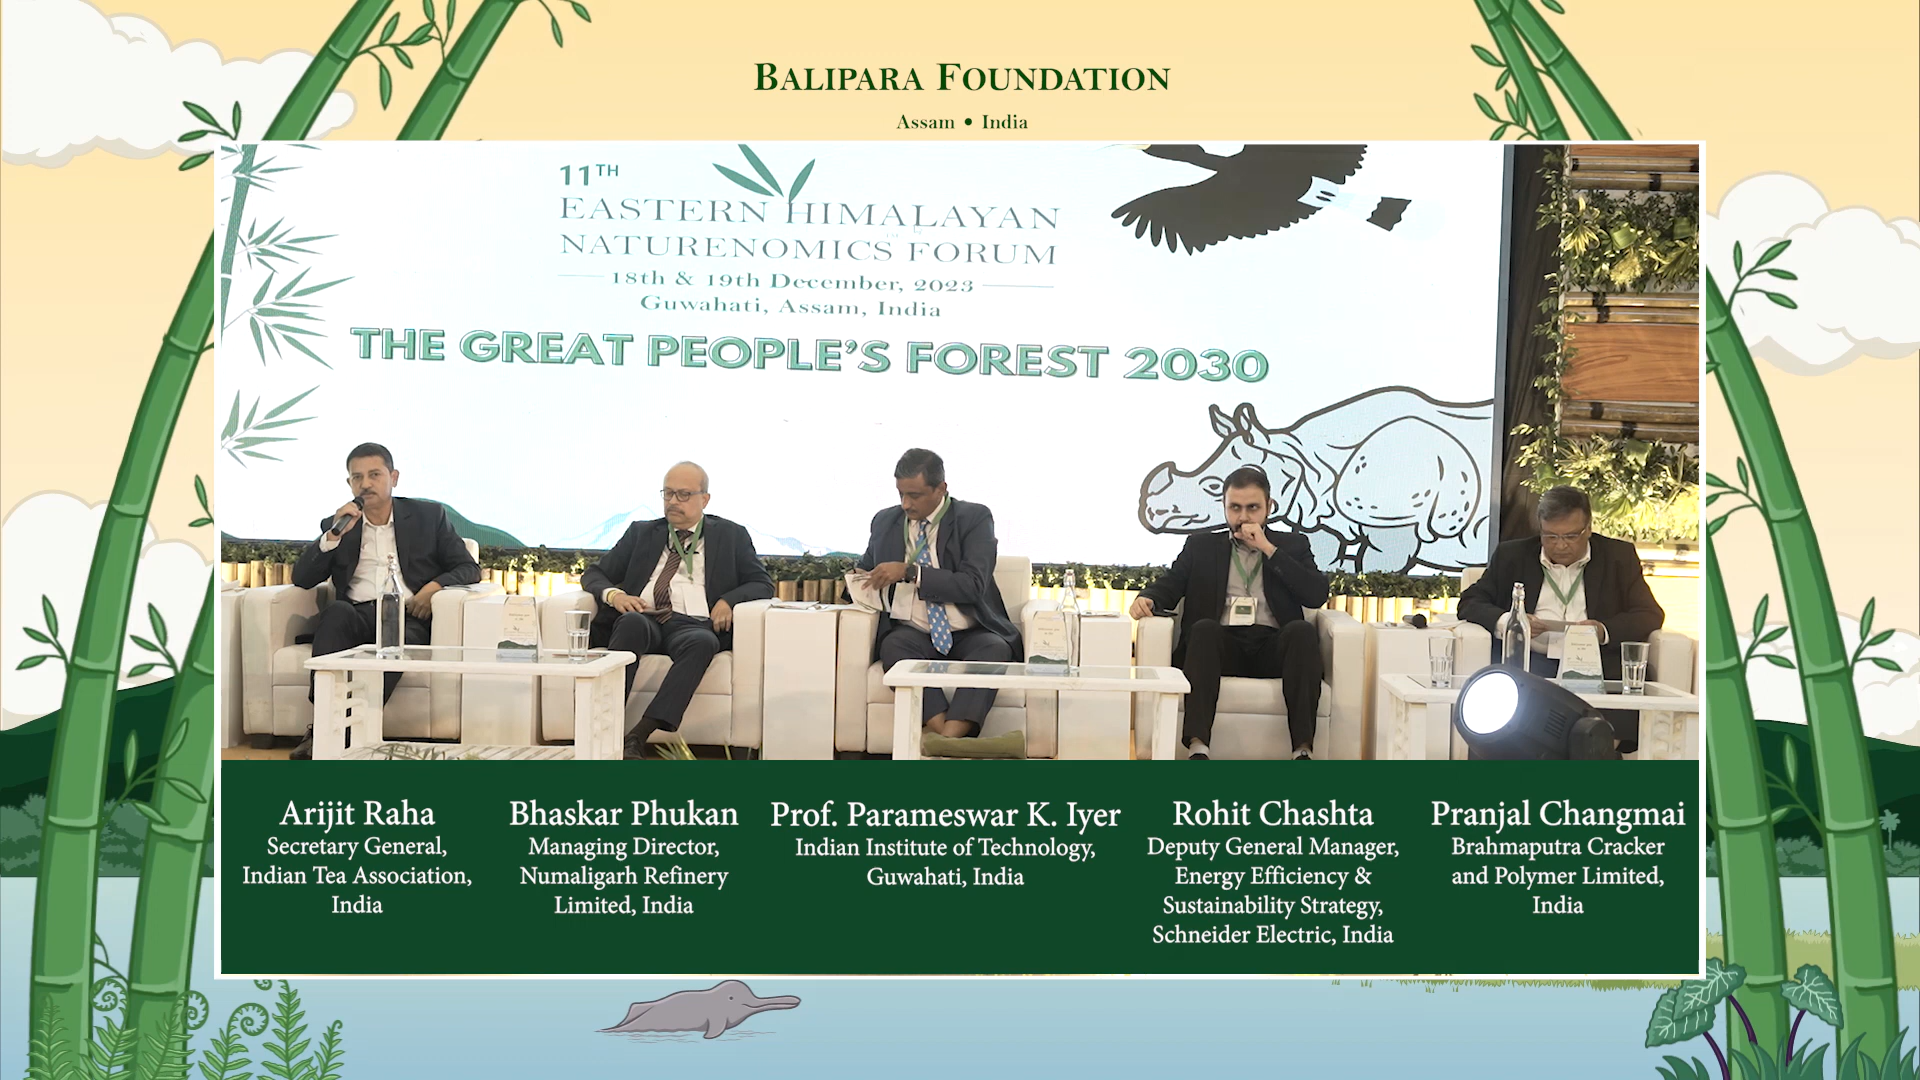 BALIPARA FOUNDATION
Assam • India
11TH
EASTERN HIMALAYAN
NATURENOMICS FORUM
18th & 19th December, 2023
Guwahati, Assam, India
THE GREAT PEOPLE'S FOREST 2030
Arijit Raha
Secretary General,
Indian Tea Association,
India
Bhaskar Phukan
Managing Director,
Numaligarh Refinery
Limited, India
Prof. Parameswar K. Iyer
Indian Institute of Technology,
Guwahati, India
Rohit Chashta
Deputy General Manager,
Energy Efficiency &
Sustainability Strategy,
Schneider Electric, India
Pranjal Changmai
Brahmaputra Cracker
and Polymer Limited,
India